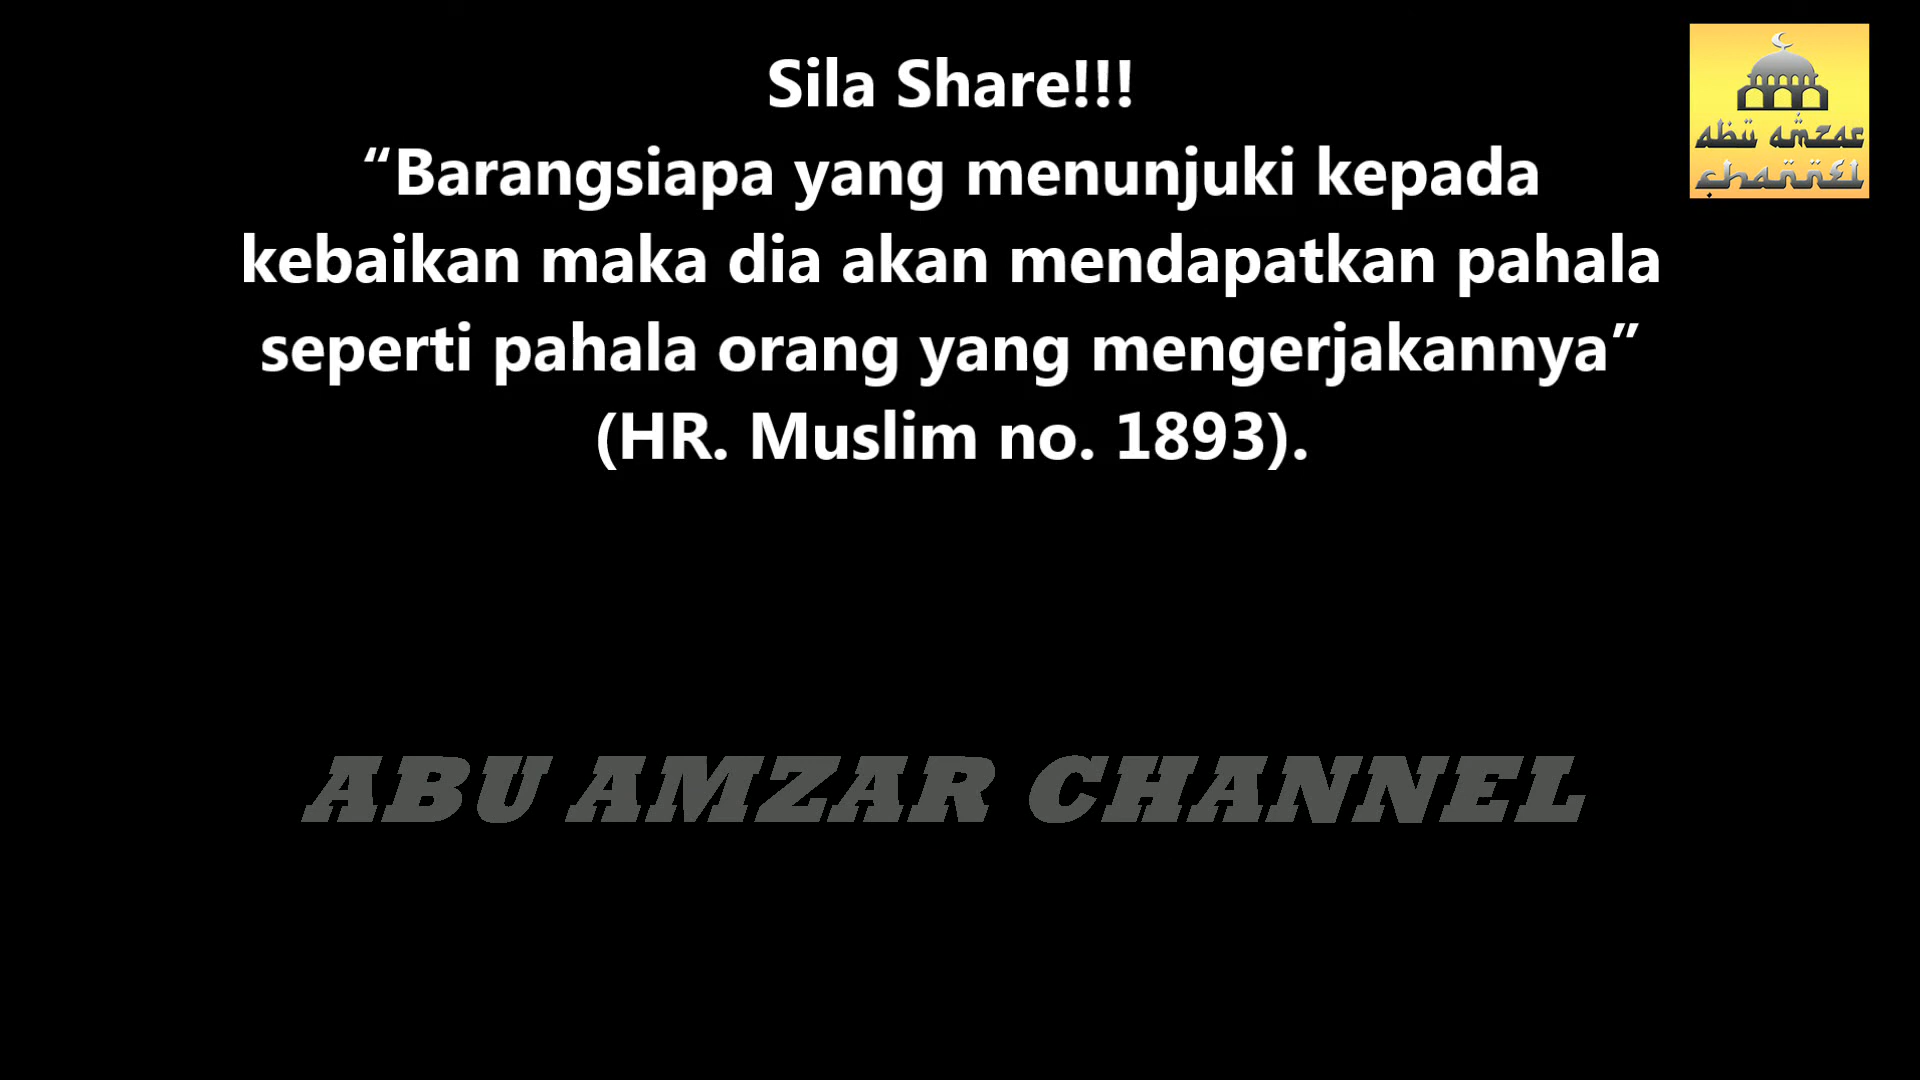 Sila Share!!!
“Barangsiapa yang menunjuki kepada
kebaikan maka dia akan mendapatkan pahala
seperti pahala orang yang mengerjakannya”
(HR. Muslim no. 1893).
abu amzar
channel
ABU AMZAR CHANNEL